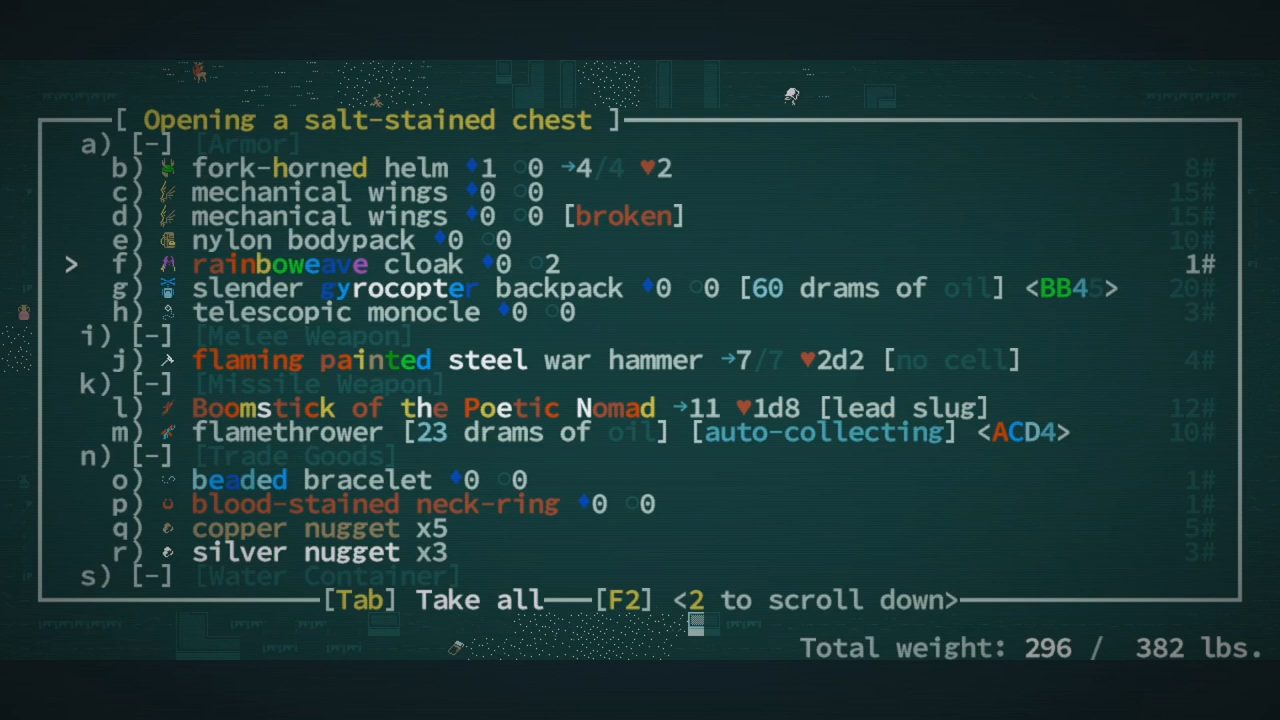 [ Opening a salt-stained chest ]
a) [-] [Armor]
b) fork-horned helm ♦1 ○0 →4/4 ♥2 8#
c) mechanical wings ♦0 ○0 15#
d) mechanical wings ♦0 ○0 [broken] 15#
e) nylon bodypack ♦0 ○0 10#
> f) rainboweave cloak ♦0 ○2 1#
g) slender gyrocopter backpack ♦0 ○0 [60 drams of oil] <BB45> 20#
h) telescopic monocle ♦0 ○0 3#
i) [-] [Melee Weapon]
j) flaming painted steel war hammer →7/7 ♥2d2 [no cell] 4#
k) [-] [Missile Weapon]
l) Boomstick of the Poetic Nomad →11 ♥1d8 [lead slug] 12#
m) flamethrower [23 drams of oil] [auto-collecting] <ACD4> 10#
n) [-] [Trade Goods]
o) beaded bracelet ♦0 ○0 1#
p) blood-stained neck-ring ♦0 ○0 1#
q) copper nugget x5 5#
r) silver nugget x3 3#
s) [-] [Water Container]
[Tab] Take all [F2] <2 to scroll down>
Total weight: 296 / 382 lbs.